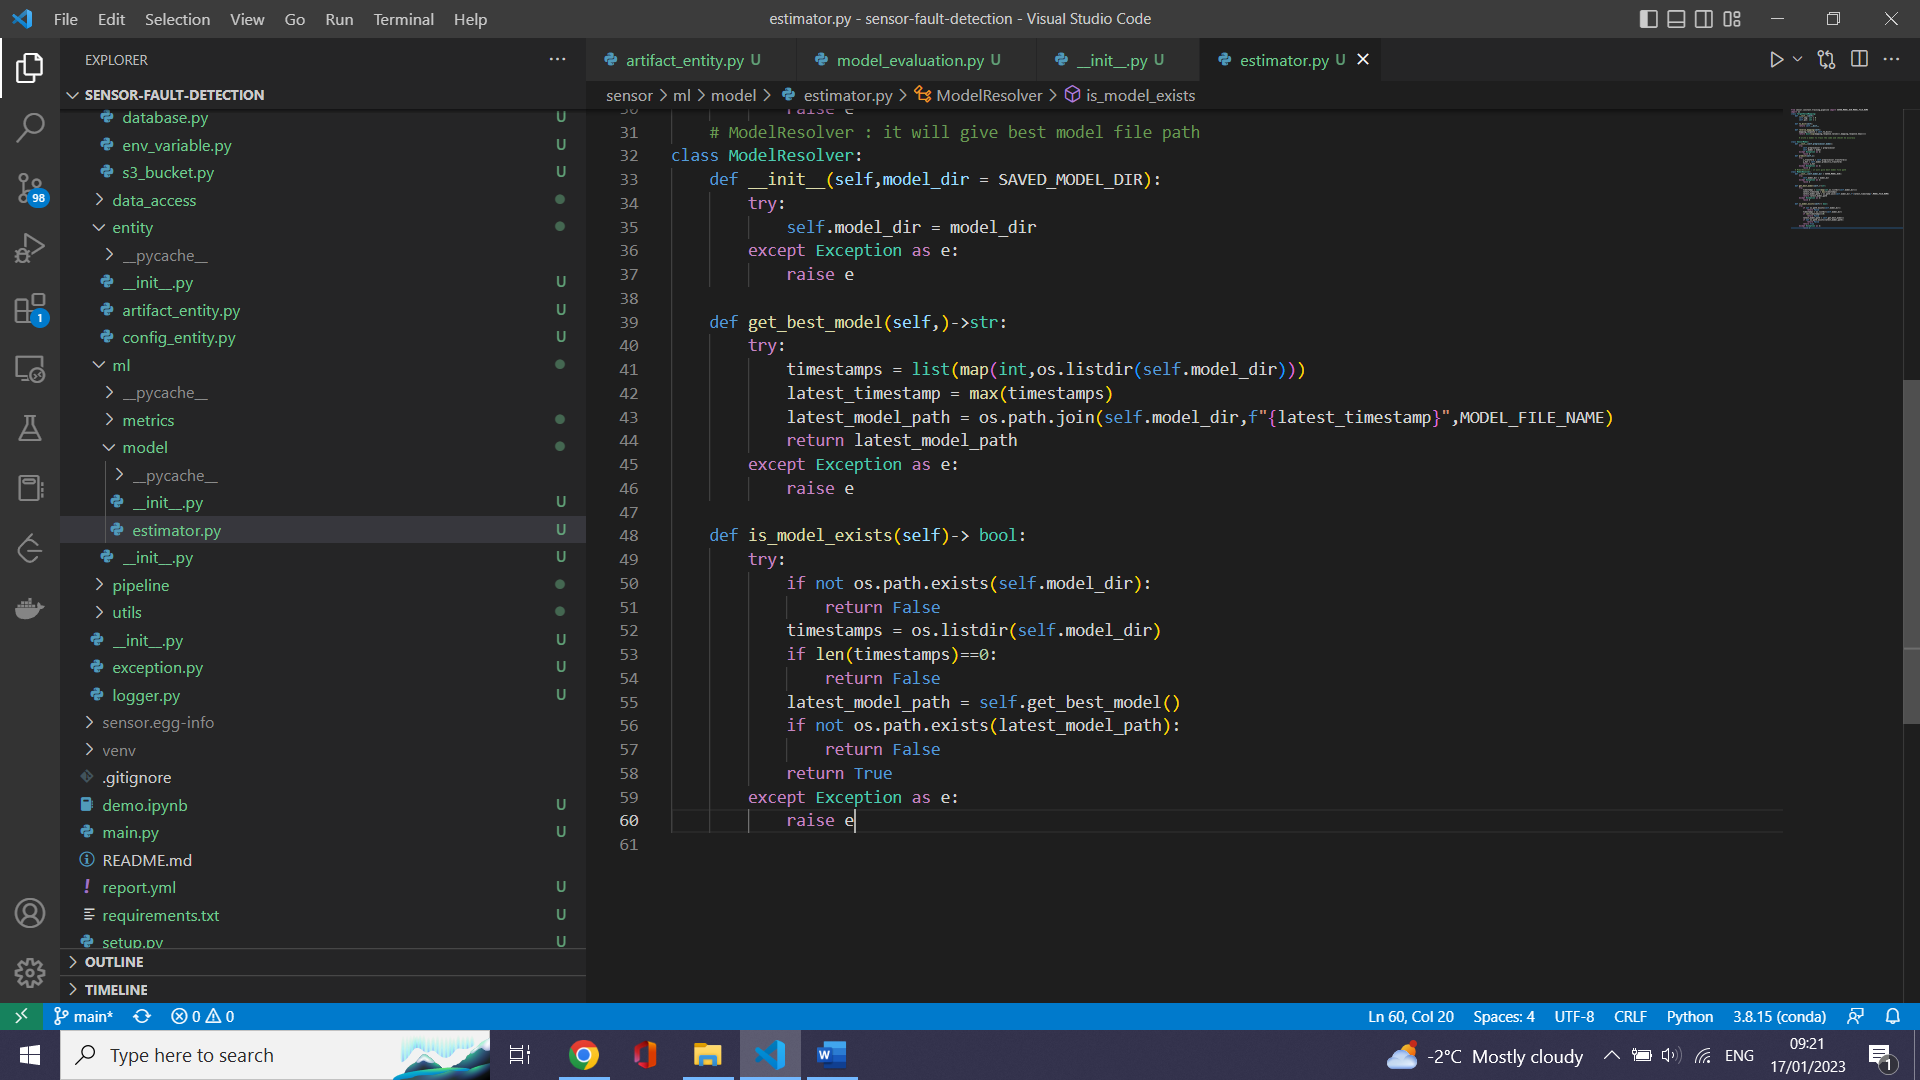 File Edit Selection View Go Run Terminal Help
estimator.py - sensor-fault-detection - Visual Studio Code
EXPLORER
SENSOR-FAULT-DETECTION
database.py U
env_variable.py U
s3_bucket.py U
data_access
entity
__pycache__
__init__.py U
artifact_entity.py U
config_entity.py U
ml
__pycache__
metrics
model
__pycache__
__init__.py U
estimator.py U
__init__.py U
pipeline
utils
__init__.py U
exception.py U
logger.py U
sensor.egg-info
venv
.gitignore
demo.ipynb U
main.py U
README.md
report.yml U
requirements.txt U
setup.py U
OUTLINE
TIMELINE
98
1
artifact_entity.py U model_evaluation.py U __init__.py U estimator.py U
sensor > ml > model > estimator.py > ModelResolver > is_model_exists
30 raise e
31 # ModelResolver : it will give best model file path
32 class ModelResolver:
33 def __init__(self,model_dir = SAVED_MODEL_DIR):
34 try:
35 self.model_dir = model_dir
36 except Exception as e:
37 raise e
38
39 def get_best_model(self,)->str:
40 try:
41 timestamps = list(map(int,os.listdir(self.model_dir)))
42 latest_timestamp = max(timestamps)
43 latest_model_path = os.path.join(self.model_dir,f"{latest_timestamp}",MODEL_FILE_NAME)
44 return latest_model_path
45 except Exception as e:
46 raise e
47
48 def is_model_exists(self)-> bool:
49 try:
50 if not os.path.exists(self.model_dir):
51 return False
52 timestamps = os.listdir(self.model_dir)
53 if len(timestamps)==0:
54 return False
55 latest_model_path = self.get_best_model()
56 if not os.path.exists(latest_model_path):
57 return False
58 return True
59 except Exception as e:
60 raise e
61
main* 0 0
Ln 60, Col 20 Spaces: 4 UTF-8 CRLF Python 3.8.15 (conda)
Type here to search
-2°C Mostly cloudy ENG
09:21
17/01/2023
1